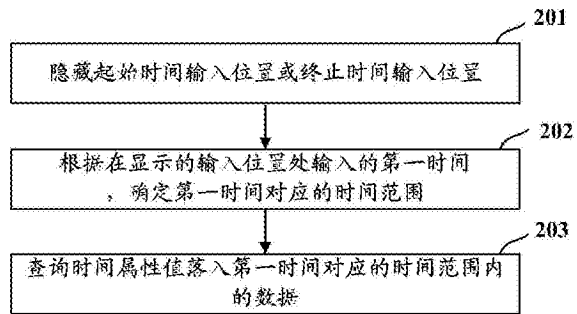 201
隐藏起始时间输入位置或终止时间输入位置
202
根据在显示的输入位置处输入的第一时间
，确定第一时间对应的时间范围
203
查询时间属性值落入第一时间对应的时间范围内
的数据